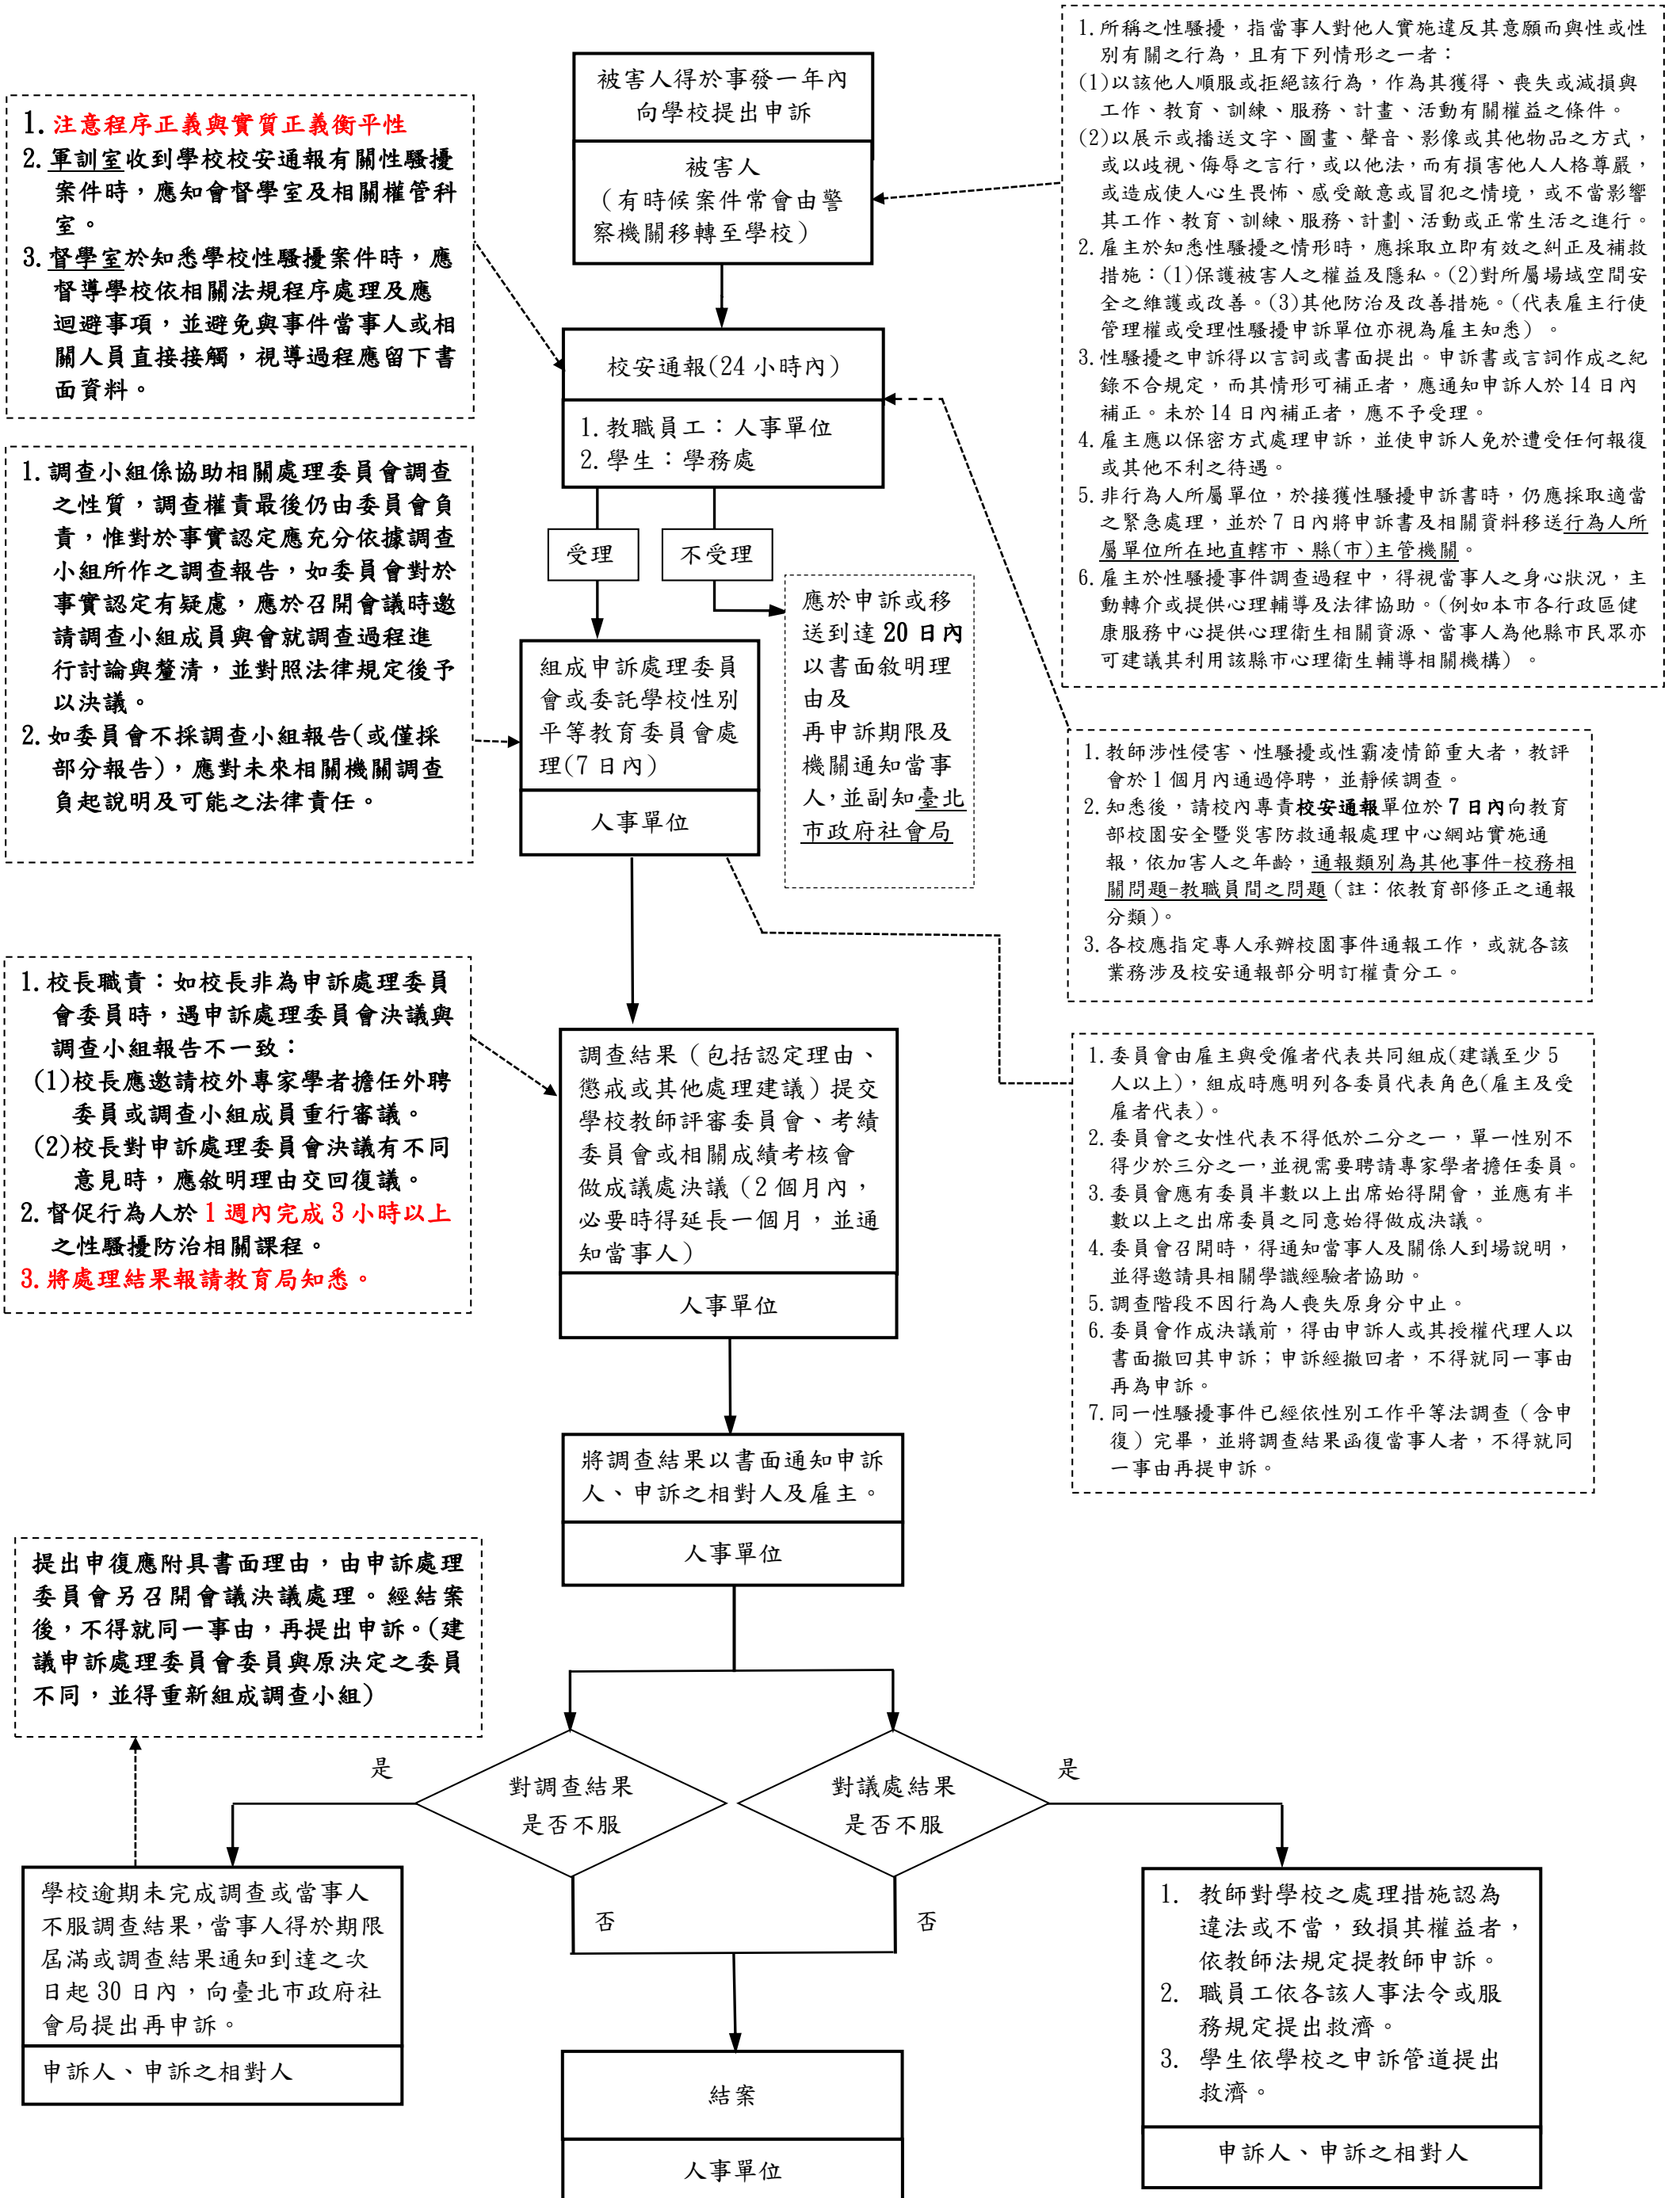 被害人得於事發一年內
向學校提出申訴
被害人
（有時候案件常會由警
察機關移轉至學校）
1.所稱之性騷擾，指當事人對他人實施違反其意願而與性或性
別有關之行為，且有下列情形之一者：
(1)以該他人順服或拒絕該行為，作為其獲得、喪失或減損與
工作、教育、訓練、服務、計畫、活動有關權益之條件。
(2)以展示或播送文字、圖畫、聲音、影像或其他物品之方式，
或以歧視、侮辱之言行，或以他法，而有損害他人人格尊嚴，
或造成使人心生畏怖、感受敵意或冒犯之情境，或不當影響
其工作、教育、訓練、服務、計劃、活動或正常生活之進行。
2.雇主於知悉性騷擾之情形時，應採取立即有效之糾正及補救
措施：(1)保護被害人之權益及隱私。(2)對所屬場域空間安
全之維護或改善。(3)其他防治及改善措施。(代表雇主行使
管理權或受理性騷擾申訴單位亦視為雇主知悉）。
3.性騷擾之申訴得以言詞或書面提出。申訴書或言詞作成之紀
錄不合規定，而其情形可補正者，應通知申訴人於14日內
補正。未於14日內補正者，應不予受理。
4.雇主應以保密方式處理申訴，並使申訴人免於遭受任何報復
或其他不利之待遇。
5.非行為人所屬單位，於接獲性騷擾申訴書時，仍應採取適當
之緊急處理，並於7日內將申訴書及相關資料移送行為人所
屬單位所在地直轄市、縣(市)主管機關。
6.雇主於性騷擾事件調查過程中，得視當事人之身心狀況，主
動轉介或提供心理輔導及法律協助。(例如本市各行政區健
康服務中心提供心理衛生相關資源、當事人為他縣市民眾亦
可建議其利用該縣市心理衛生輔導相關機構）。
1.注意程序正義與實質正義衡平性
2.軍訓室收到學校校安通報有關性騷擾
案件時，應知會督學室及相關權管科
室。
3.督學室於知悉學校性騷擾案件時，應
督導學校依相關法規程序處理及應
迴避事項，並避免與事件當事人或相
關人員直接接觸，視導過程應留下書
面資料。
校安通報(24小時內)
1.教職員工：人事單位
2.學生：學務處
受理
不受理
1.調查小組係協助相關處理委員會調查
之性質，調查權責最後仍由委員會負
責，惟對於事實認定應充分依據調查
小組所作之調查報告，如委員會對於
事實認定有疑慮，應於召開會議時邀
請調查小組成員與會就調查過程進
行討論與釐清，並對照法律規定後予
以決議。
2.如委員會不採調查小組報告(或僅採
部分報告)，應對未來相關機關調查
負起說明及可能之法律責任。
組成申訴處理委員
會或委託學校性別
平等教育委員會處
理(7日內)
人事單位
應於申訴或移
送到達20日內
以書面敘明理
由及
再申訴期限及
機關通知當事
人，並副知臺北
市政府社會局
1.教師涉性侵害、性騷擾或性霸凌情節重大者，教評
會於1個月內通過停聘，並靜候調查。
2.知悉後，請校內專責校安通報單位於7日內向教育
部校園安全暨災害防救通報處理中心網站實施通
報，依加害人之年齡，通報類別為其他事件-校務相
關問題-教職員間之問題（註：依教育部修正之通報
分類）。
3.各校應指定專人承辦校園事件通報工作，或就各該
業務涉及校安通報部分明訂權責分工。
1.校長職責：如校長非為申訴處理委員
會委員時，遇申訴處理委員會決議與
調查小組報告不一致：
(1)校長應邀請校外專家學者擔任外聘
委員或調查小組成員重行審議。
(2)校長對申訴處理委員會決議有不同
意見時，應敘明理由交回復議。
2.督促行為人於1週內完成3小時以上
之性騷擾防治相關課程。
3.將處理結果報請教育局知悉。
調查結果（包括認定理由、
懲戒或其他處理建議）提交
學校教師評審委員會、考績
委員會或相關成績考核會
做成議處決議（2個月內，
必要時得延長一個月，並通
知當事人）
人事單位
1.委員會由雇主與受僱者代表共同組成(建議至少5
人以上)，組成時應明列各委員代表角色(雇主及受
雇者代表)。
2.委員會之女性代表不得低於二分之一，單一性別不
得少於三分之一，並視需要聘請專家學者擔任委員。
3.委員會應有委員半數以上出席始得開會，並應有半
數以上之出席委員之同意始得做成決議。
4.委員會召開時，得通知當事人及關係人到場說明，
並得邀請具相關學識經驗者協助。
5.調查階段不因行為人喪失原身分中止。
6.委員會作成決議前，得由申訴人或其授權代理人以
書面撤回其申訴；申訴經撤回者，不得就同一事由
再為申訴。
7.同一性騷擾事件已經依性別工作平等法調查（含申
復）完畢，並將調查結果函復當事人者，不得就同
一事由再提申訴。
將調查結果以書面通知申訴
人、申訴之相對人及雇主。
人事單位
提出申復應附具書面理由，由申訴處理
委員會另召開會議決議處理。經結案
後，不得就同一事由，再提出申訴。(建
議申訴處理委員會委員與原決定之委員
不同，並得重新組成調查小組)
是
對調查結果
是否不服
對議處結果
是否不服
是
否
否
學校逾期未完成調查或當事人
不服調查結果，當事人得於期限
屆滿或調查結果通知到達之次
日起30日內，向臺北市政府社
會局提出再申訴。
申訴人、申訴之相對人
1. 教師對學校之處理措施認為
違法或不當，致損其權益者，
依教師法規定提教師申訴。
2. 職員工依各該人事法令或服
務規定提出救濟。
3. 學生依學校之申訴管道提出
救濟。
申訴人、申訴之相對人
結案
人事單位